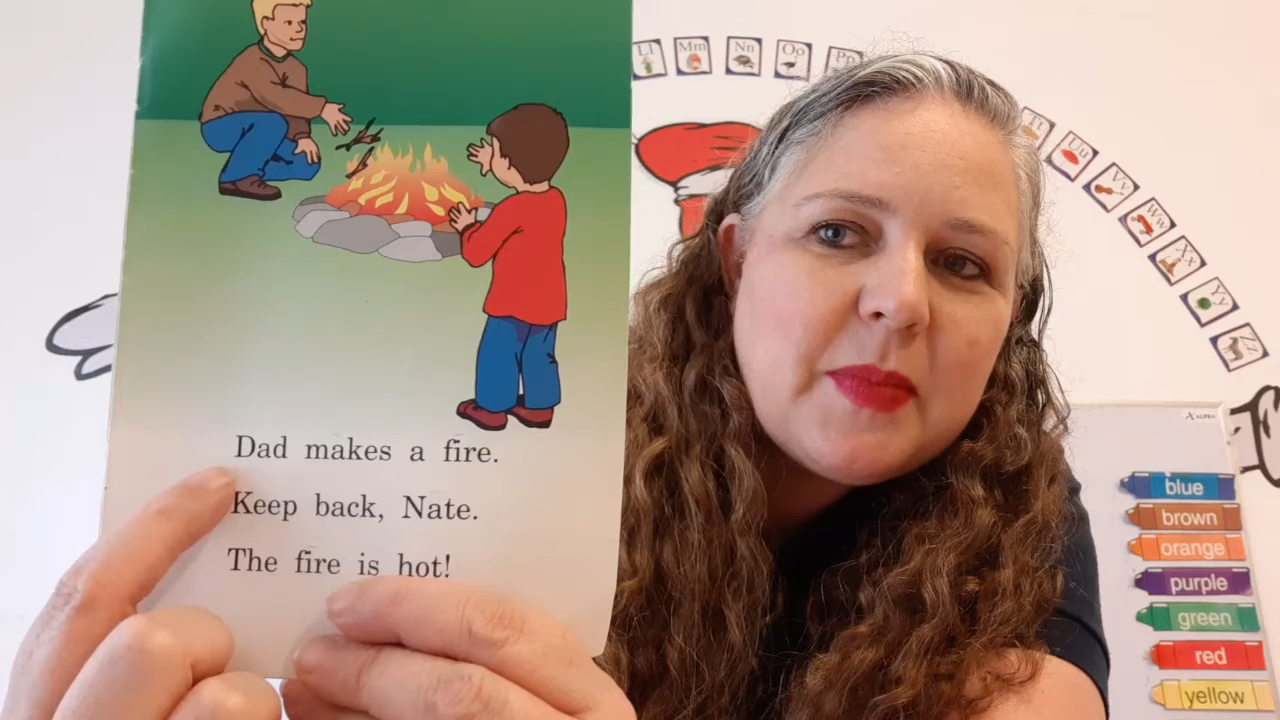 Ll Mm Nn Oo Pp
Tt
Uu
Vv
Ww
Xx
Yy
Zz
Dad makes a fire.
Keep back, Nate.
The fire is hot!
ALPHA
blue
brown
orange
purple
green
red
yellow